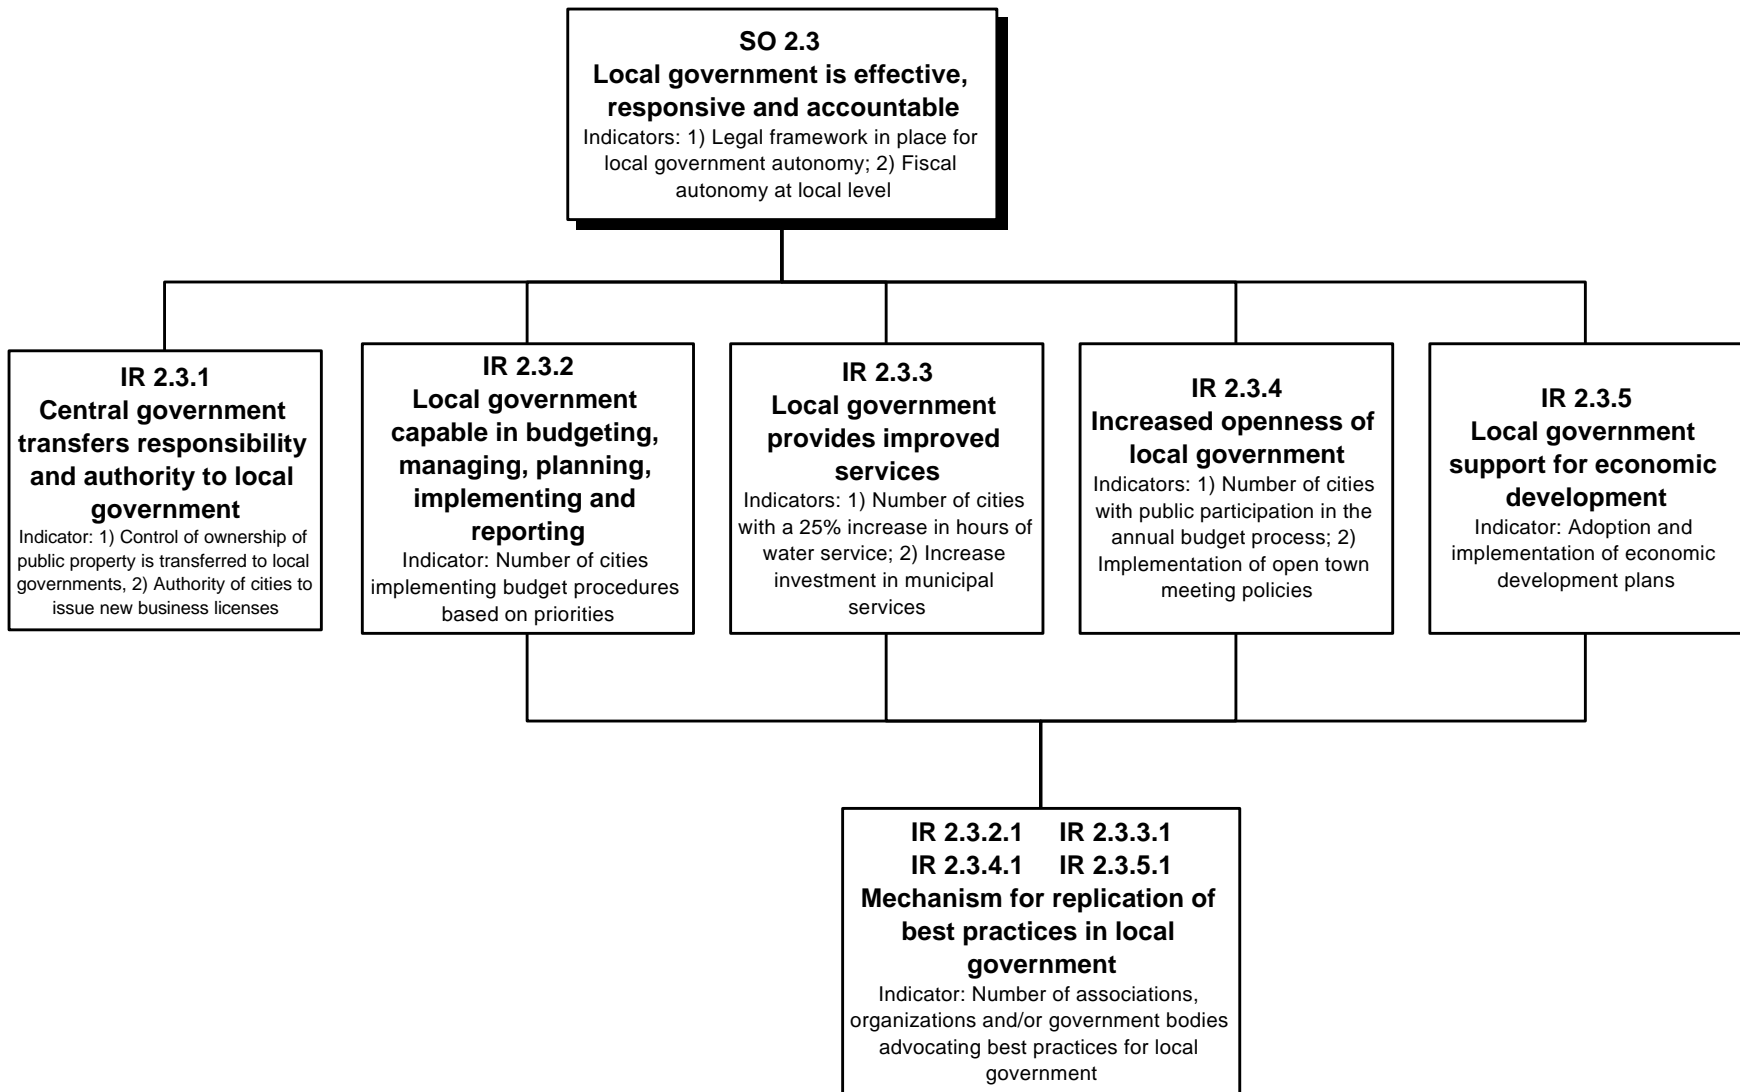 SO 2.3
Local government is effective,
responsive and accountable
Indicators: 1) Legal framework in place for
local government autonomy; 2) Fiscal
autonomy at local level
IR 2.3.1
Central government
transfers responsibility
and authority to local
government
Indicator: 1) Control of ownership of
public property is transferred to local
governments, 2) Authority of cities to
issue new business licenses
IR 2.3.2
Local government
capable in budgeting,
managing, planning,
implementing and
reporting
Indicator: Number of cities
implementing budget procedures
based on priorities
IR 2.3.3
Local government
provides improved
services
Indicators: 1) Number of cities
with a 25% increase in hours of
water service; 2) Increase
investment in municipal
services
IR 2.3.4
Increased openness of
local government
Indicators: 1) Number of cities
with public participation in the
annual budget process; 2)
Implementation of open town
meeting policies
IR 2.3.5
Local government
support for economic
development
Indicator: Adoption and
implementation of economic
development plans
IR 2.3.2.1 IR 2.3.3.1
IR 2.3.4.1 IR 2.3.5.1
Mechanism for replication of
best practices in local
government
Indicator: Number of associations,
organizations and/or government bodies
advocating best practices for local
government